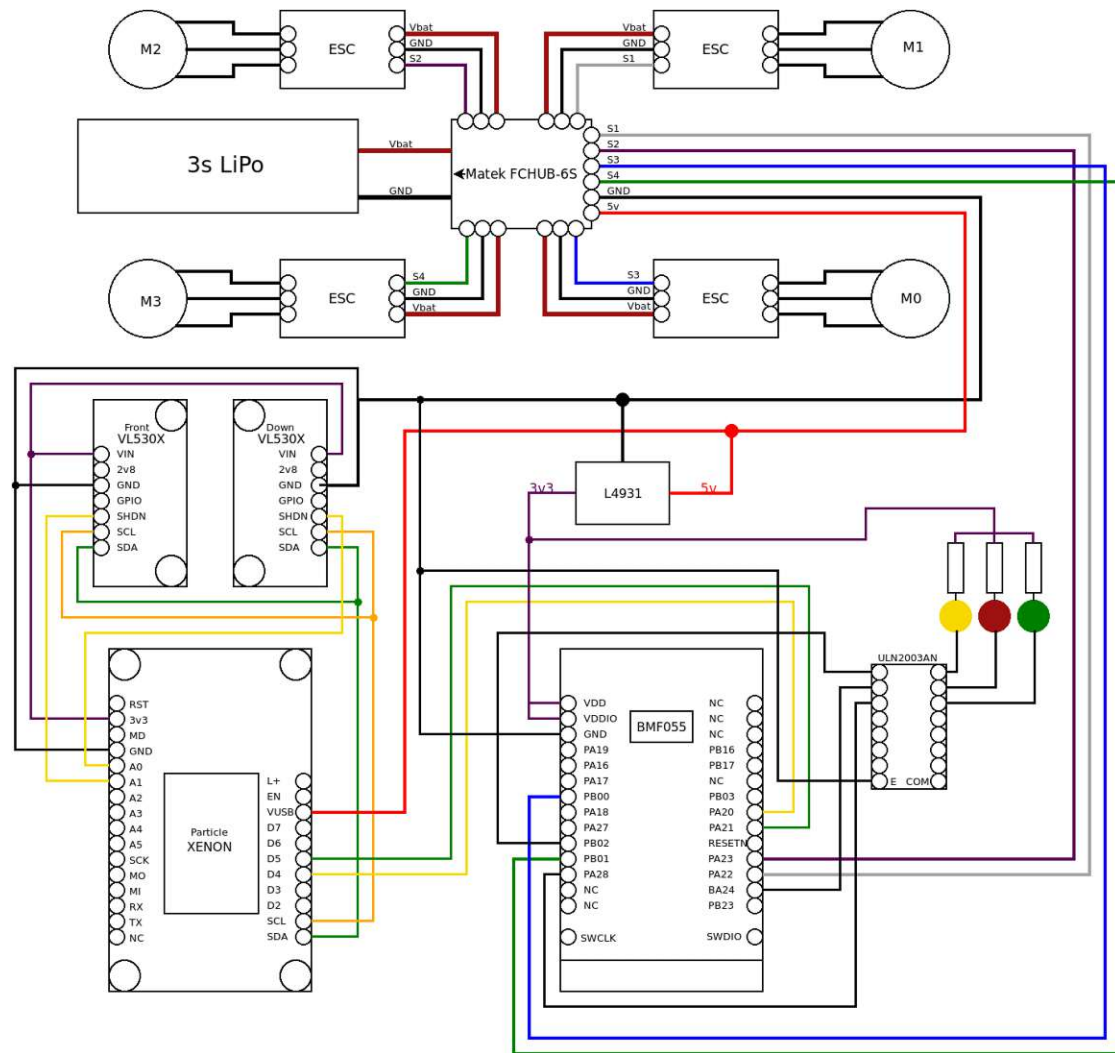 M2
ESC
Vbat
GND
S2
Vbat
GND
S1
ESC
M1
3s LiPo
Vbat
GND
Matek FCHUB-6S
S1
S2
S3
S4
GND
5v
M3
ESC
S4
GND
Vbat
S3
GND
Vbat
ESC
M0
Front
VL530X
VIN
2v8
GND
GPIO
SHDN
SCL
SDA
Down
VL530X
VIN
2v8
GND
GPIO
SHDN
SCL
SDA
3v3
L4931
5v
RST
3v3
MD
GND
A0
A1
A2
A3
A4
A5
SCK
MO
MI
RX
TX
NC
Particle
XENON
L+
EN
VUSB
D7
D6
D5
D4
D3
D2
SCL
SDA
VDD
VDDIO
GND
PA19
PA16
PA17
PB00
PA18
PA27
PB02
PB01
PA28
NC
NC
SWCLK
BMF055
NC
NC
NC
PB16
PB17
NC
PB03
PA20
PA21
RESETN
PA23
PA22
BA24
PB23
SWDIO
ULN2003AN
E COM